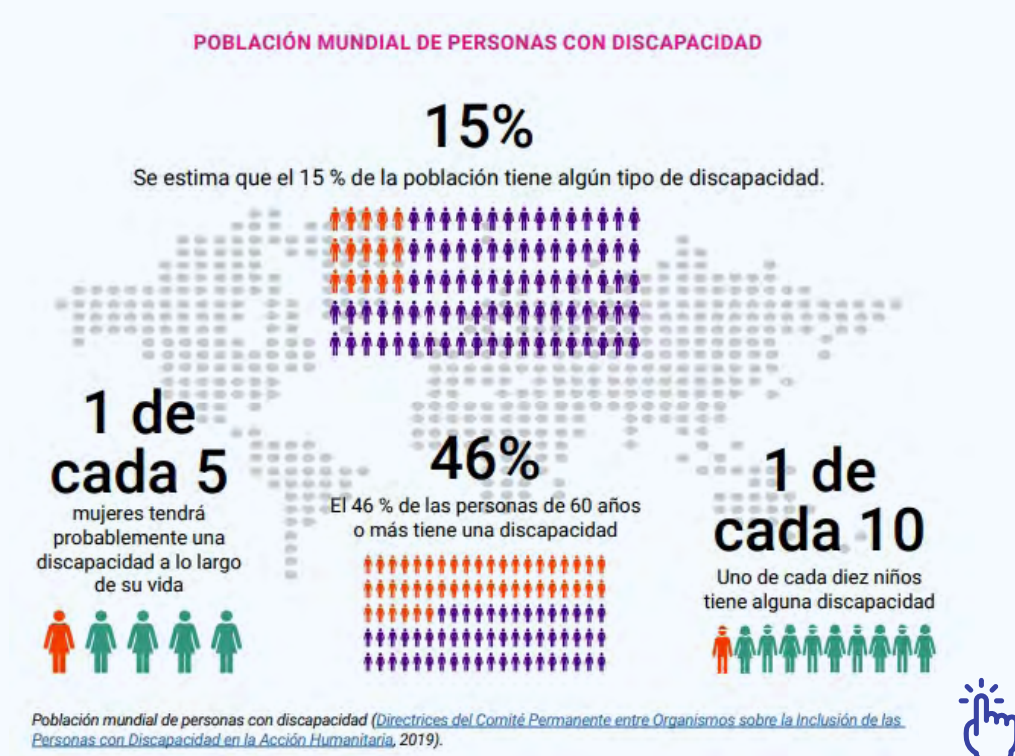 POBLACIÓN MUNDIAL DE PERSONAS CON DISCAPACIDAD
15%
Se estima que el 15 % de la población tiene algún tipo de discapacidad.
1 de
cada 5
mujeres tendrá
probablemente una
discapacidad a lo largo
de su vida
46%
El 46 % de las personas de 60 años
o más tiene una discapacidad
1 de
cada 10
Uno de cada diez niños
tiene alguna discapacidad
Población mundial de personas con discapacidad (Directrices del Comité Permanente entre Organismos sobre la Inclusión de las
Personas con Discapacidad en la Acción Humanitaria, 2019).